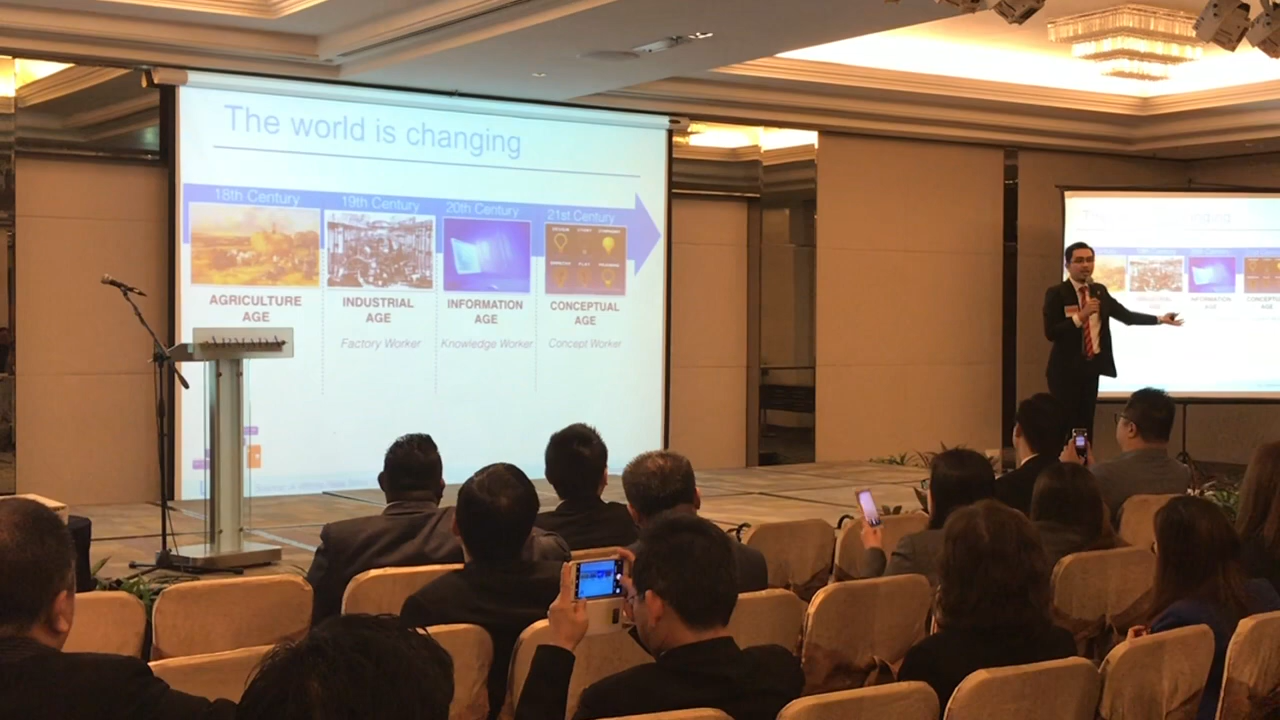 The world is changing
18th Century
19th Century
20th Century
21st Century
AGRICULTURE
AGE
INDUSTRIAL
AGE
INFORMATION
AGE
CONCEPTUAL
AGE
Factory Worker
Knowledge Worker
Concept Worker
ARMADA